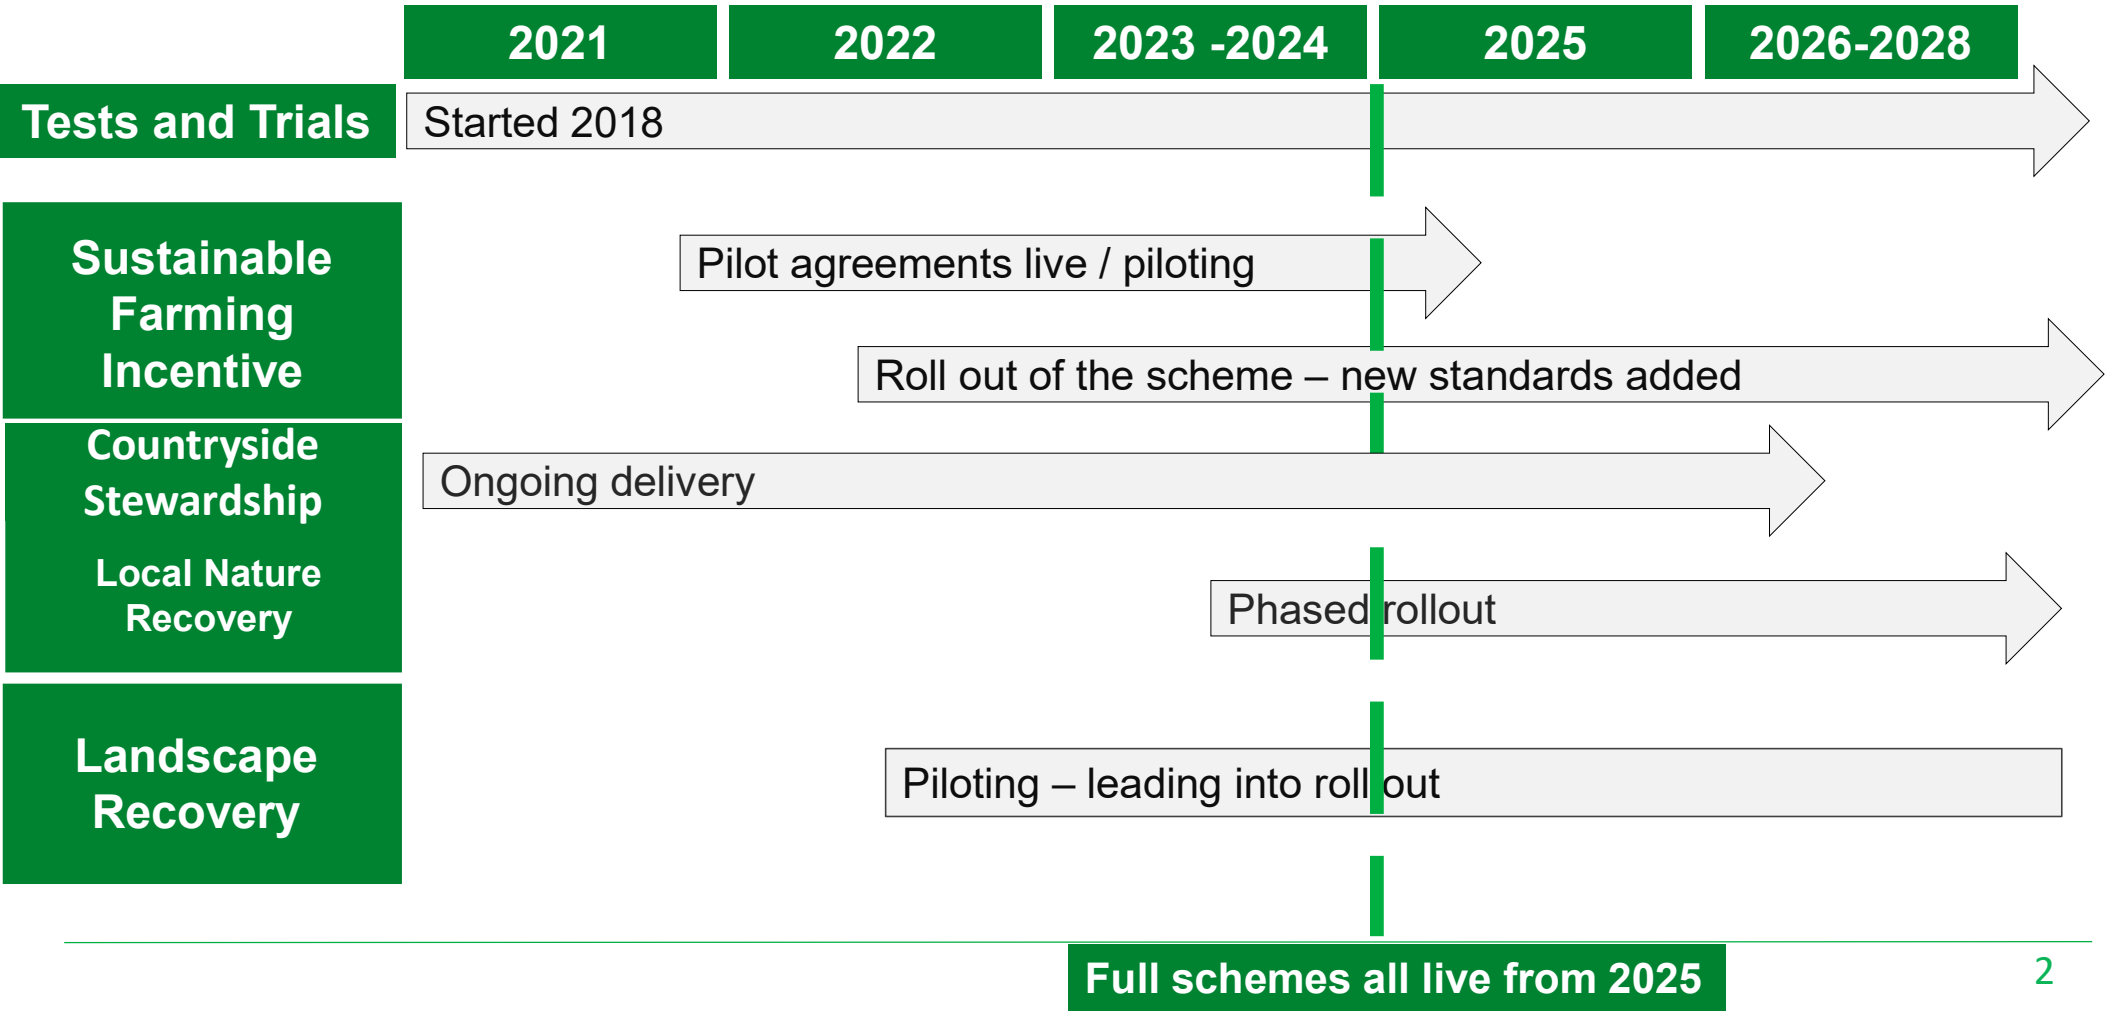 2021 2022 2023 -2024 2025 2026-2028
Tests and Trials
Started 2018
Sustainable
Farming
Incentive
Pilot agreements live / piloting
Roll out of the scheme – new standards added
Countryside
Stewardship
Ongoing delivery
Local Nature
Recovery
Phased rollout
Landscape
Recovery
Piloting – leading into roll out
Full schemes all live from 2025
2